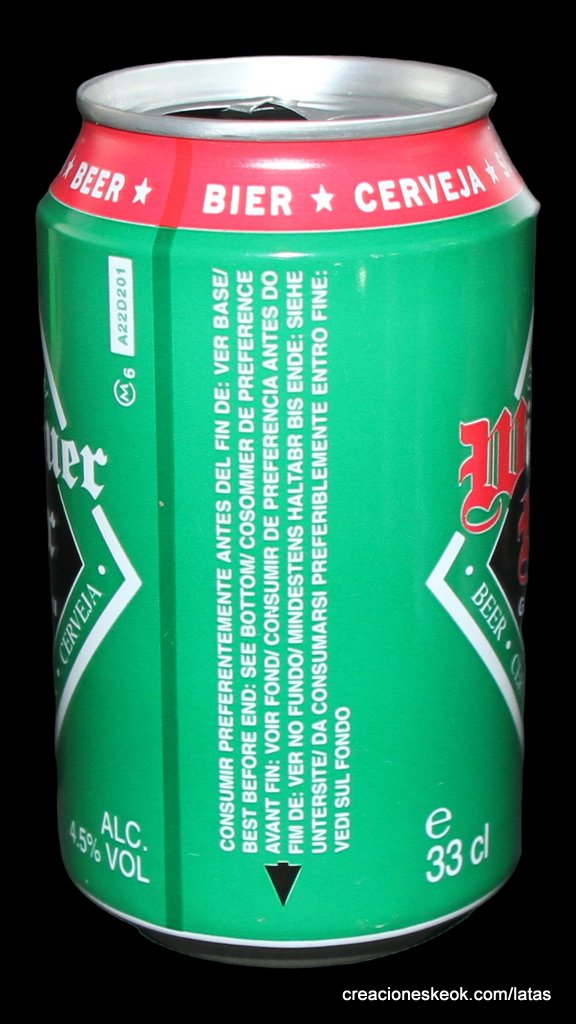 BEER ★
BIER ★ CERVEJA ★
A22D201
M 6
uer
CERVEJA •
ALC.
4.5% VOL
CONSUMIR PREFERENTEMENTE ANTES DEL FIN DE: VER BASE/
BEST BEFORE END: SEE BOTTOM/ COSOMMER DE PREFERENCE
AVANT FIN: VOIR FOND/ CONSUMIR DE PREFERENCIA ANTES DO
FIM DE: VER NO FUNDO/ MINDESTENS HALTABR BIS ENDE: SIEHE
UNTERSITE/ DA CONSUMARSI PREFERIBLEMENTE ENTRO FINE:
VEDI SUL FONDO
• BEER •
e
33 cl
creacioneskeok.com/latas